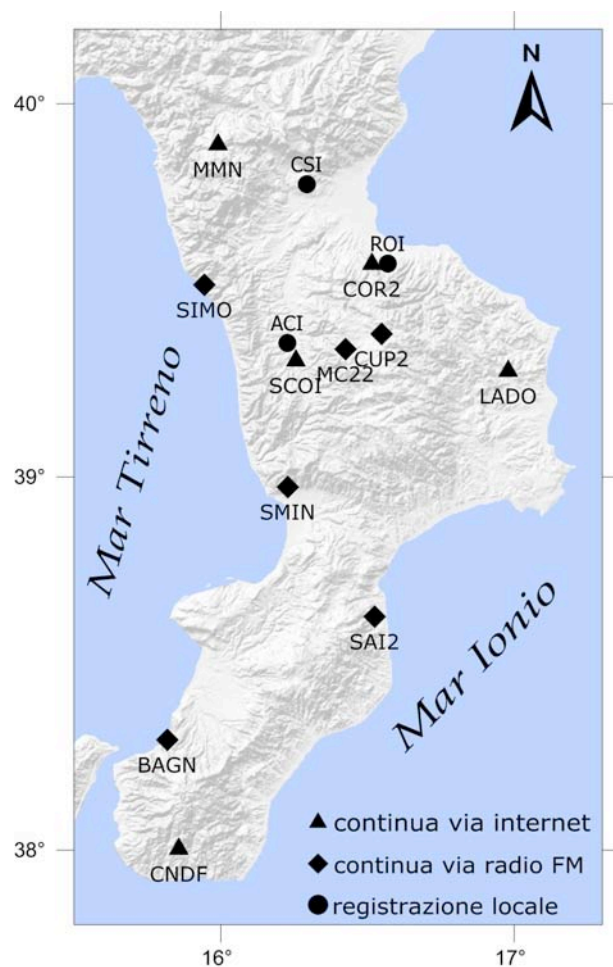 N
40°
MMN
CSI
ROI
COR2
SIMO
ACI
CUP2
MC22
SCOI
LADO
Mar Tirreno
39°
SMIN
SAI2
Mar Ionio
BAGN
continua via internet
38°
continua via radio FM
CNDF
registrazione locale
16°
17°